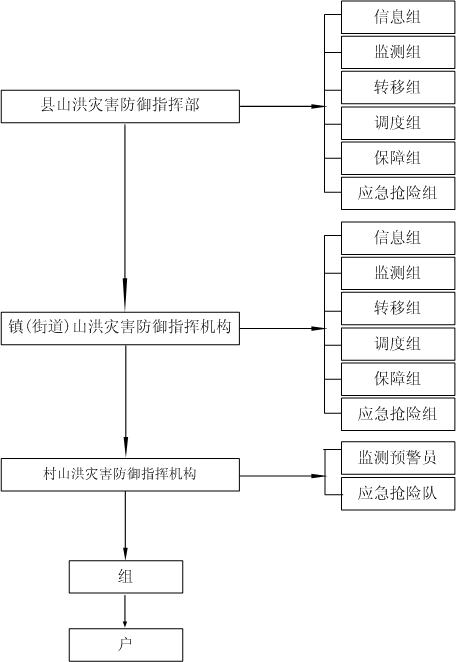 信息组
监测组
转移组
县山洪灾害防御指挥部
调度组
保障组
应急抢险组
信息组
监测组
转移组
镇(街道)山洪灾害防御指挥机构
调度组
保障组
应急抢险组
监测预警员
村山洪灾害防御指挥机构
应急抢险队
组
户